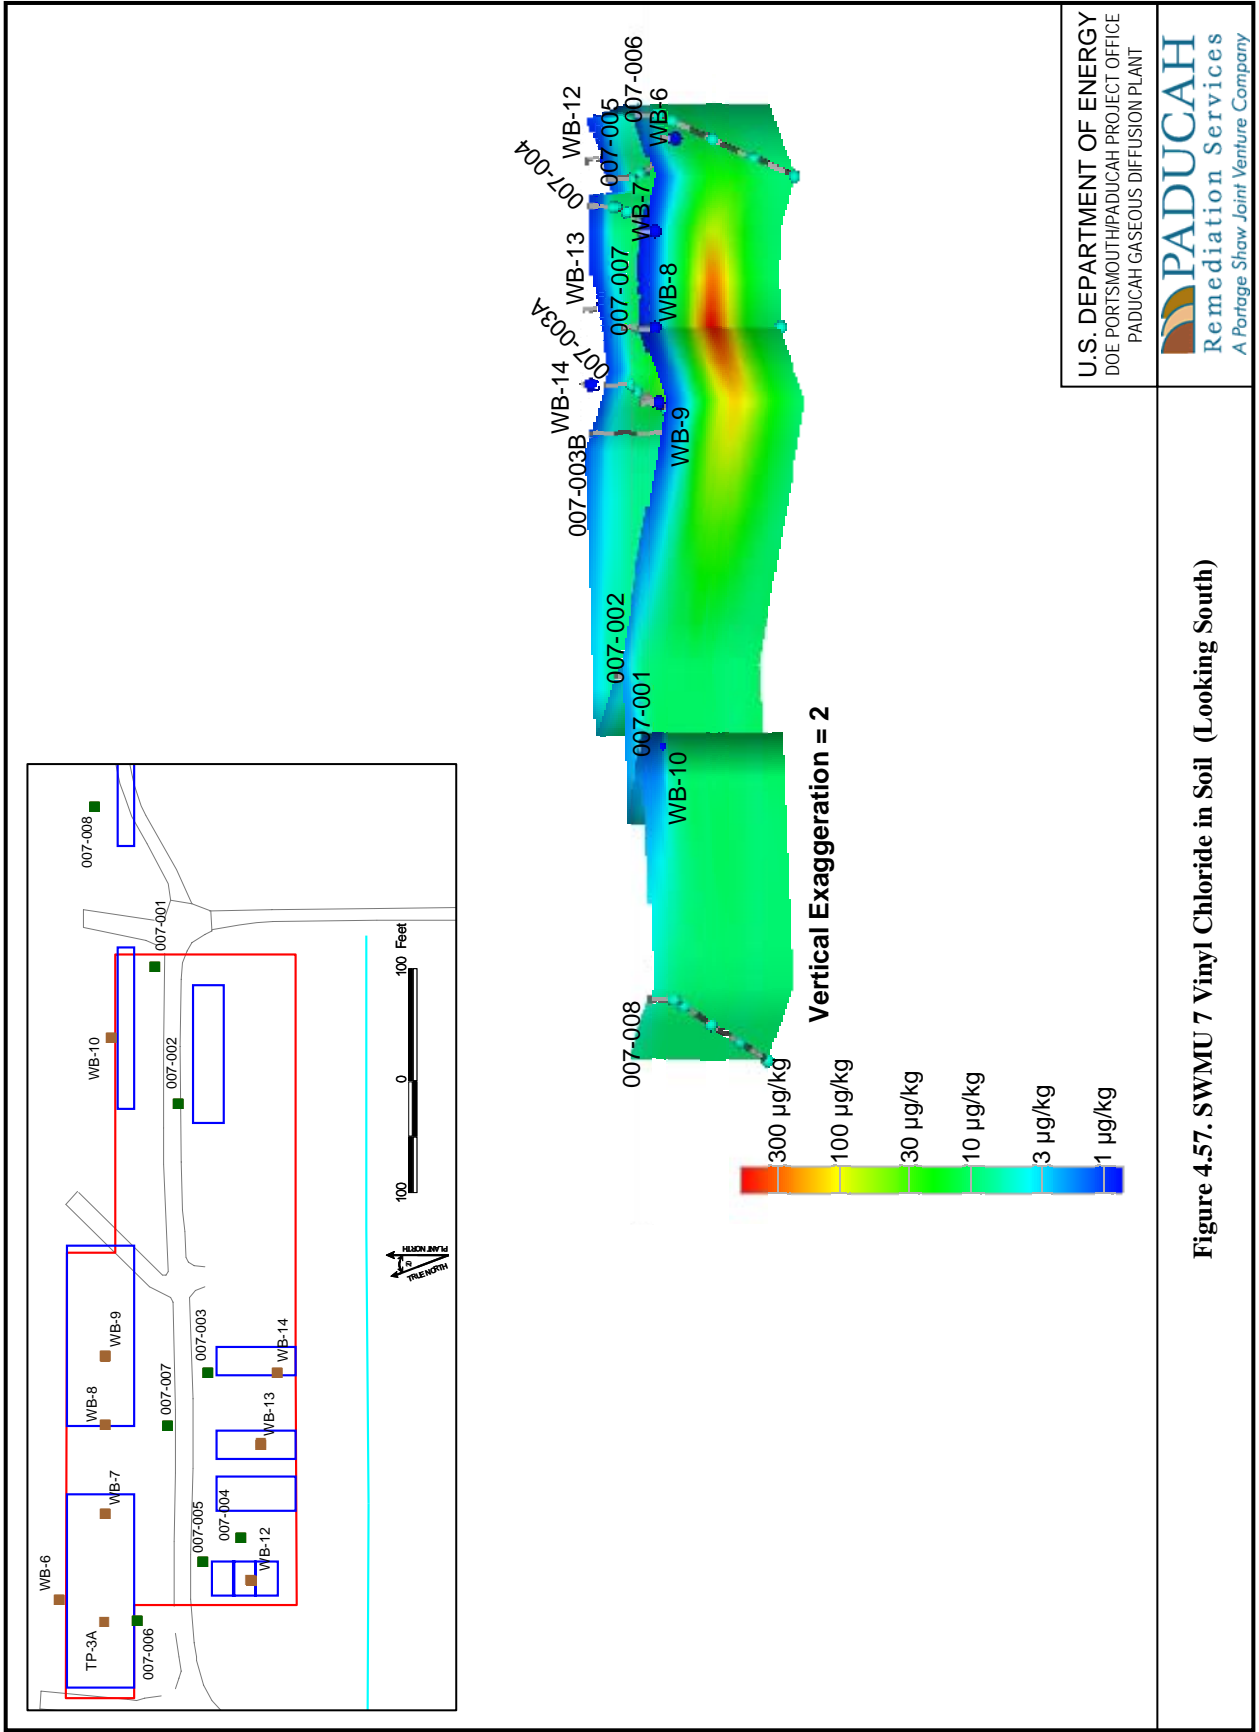 007-008
WB-10
007-001
007-002
WB-6
TP-3A
007-006
WB-7
WB-8
WB-9
007-007
007-005
007-004
WB-12
WB-13
007-003
WB-14
TRUE NORTH
PLANT NORTH
100 0 100 Feet
007-004
WB-12
007-005
007-006
WB-6
WB-13
007-003A
WB-14
007-003B
007-007
WB-7
WB-8
WB-9
007-002
007-001
WB-10
007-008
Vertical Exaggeration = 2
300 µg/kg
100 µg/kg
30 µg/kg
10 µg/kg
3 µg/kg
1 µg/kg
U.S. DEPARTMENT OF ENERGY
DOE PORTSMOUTH/PADUCAH PROJECT OFFICE
PADUCAH GASEOUS DIFFUSION PLANT
PADUCAH
Remediation Services
A Portage Shaw Joint Venture Company
Figure 4.57. SWMU 7 Vinyl Chloride in Soil (Looking South)